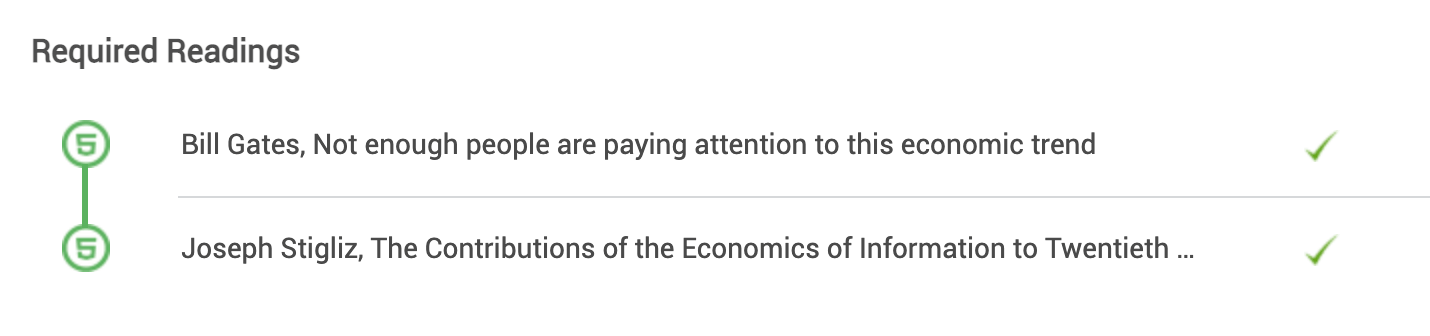 Required Readings
Bill Gates, Not enough people are paying attention to this economic trend
Joseph Stigliz, The Contributions of the Economics of Information to Twentieth ...